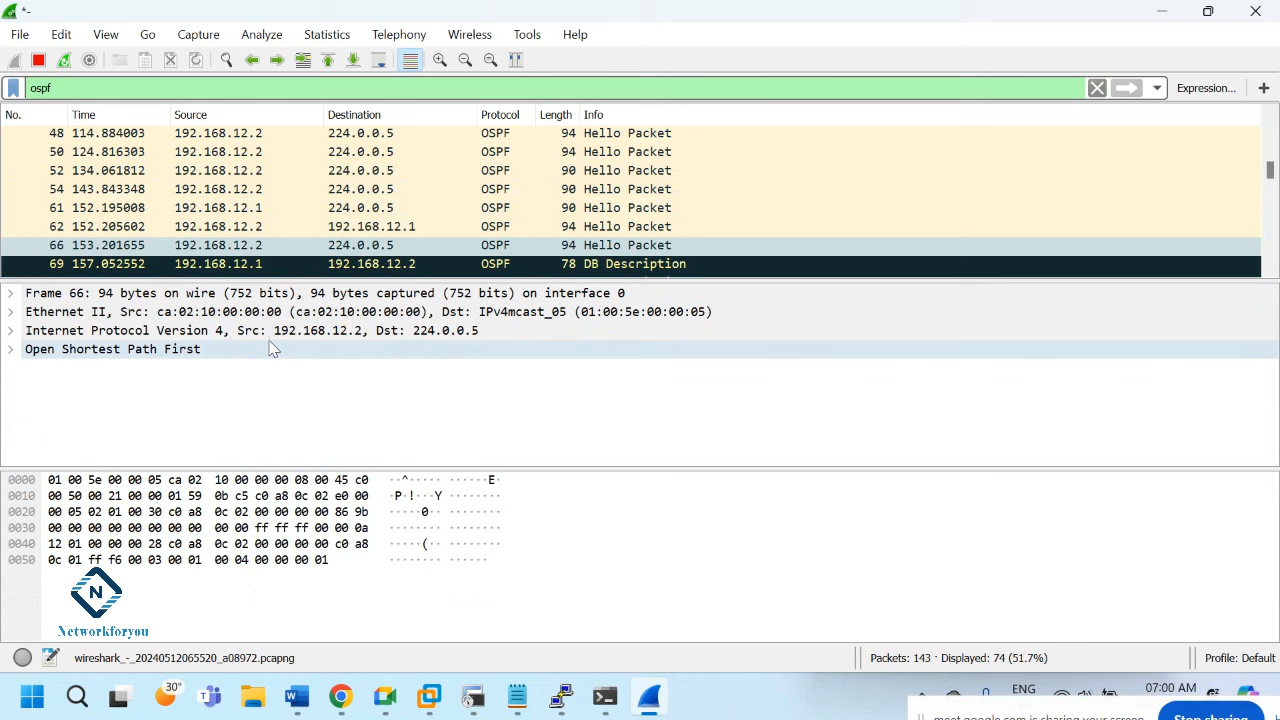 *-
File Edit View Go Capture Analyze Statistics Telephony Wireless Tools Help
ospf Expression... +
No. Time Source Destination Protocol Length Info
48 114.884003 192.168.12.2 224.0.0.5 OSPF 94 Hello Packet
50 124.816303 192.168.12.2 224.0.0.5 OSPF 94 Hello Packet
52 134.061812 192.168.12.2 224.0.0.5 OSPF 90 Hello Packet
54 143.843348 192.168.12.2 224.0.0.5 OSPF 90 Hello Packet
61 152.195008 192.168.12.1 224.0.0.5 OSPF 90 Hello Packet
62 152.205602 192.168.12.2 192.168.12.1 OSPF 94 Hello Packet
66 153.201655 192.168.12.2 224.0.0.5 OSPF 94 Hello Packet
69 157.052552 192.168.12.1 192.168.12.2 OSPF 78 DB Description
Frame 66: 94 bytes on wire (752 bits), 94 bytes captured (752 bits) on interface 0
Ethernet II, Src: ca:02:10:00:00:00 (ca:02:10:00:00:00), Dst: IPv4mcast_05 (01:00:5e:00:00:05)
Internet Protocol Version 4, Src: 192.168.12.2, Dst: 224.0.0.5
Open Shortest Path First
0000 01 00 5e 00 00 05 ca 02 10 00 00 00 08 00 45 c0 ··^····· ······E·
0010 00 50 00 21 00 00 01 59 0b c5 c0 a8 0c 02 e0 00 ·P·!···Y ········
0020 00 05 02 01 00 30 c0 a8 0c 02 00 00 00 00 86 9b ·····0·· ········
0030 00 00 00 00 00 00 00 00 00 00 ff ff ff 00 00 0a ········ ········
0040 12 01 00 00 00 28 c0 a8 0c 02 00 00 00 00 c0 a8 ·····(·· ········
0050 0c 01 ff f6 00 03 00 01 00 04 00 00 00 01 ········ ······
N
Networkforyou
wireshark_-_20240512065520_a08972.pcapng Packets: 143 · Displayed: 74 (51.7%) Profile: Default
30° ENG 07:00 AM
meet.google.com is sharing your screen. Stop sharing